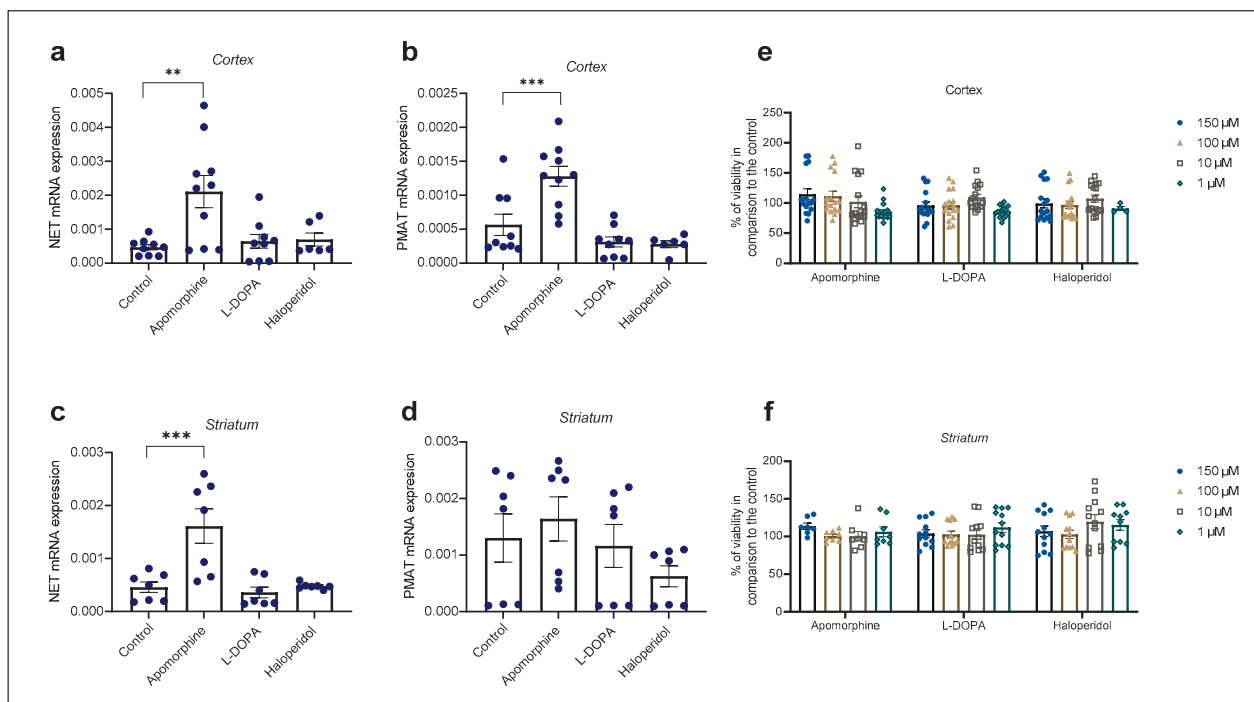 a
Cortex
**
NET mRNA expression
0.005
0.004
0.003
0.002
0.001
0.000
Control
Apomorphine
L-DOPA
Haloperidol
b
Cortex
***
PMAT mRNA expression
0.0025
0.0020
0.0015
0.0010
0.0005
0.0000
Control
Apomorphine
L-DOPA
Haloperidol
e
Cortex
% of viability in
comparison to the control
250
200
150
100
50
0
Apomorphine
L-DOPA
Haloperidol
150 µM
100 µM
10 µM
1 µM
c
Striatum
***
NET mRNA expression
0.003
0.002
0.001
0.000
Control
Apomorphine
L-DOPA
Haloperidol
d
Striatum
PMAT mRNA expression
0.003
0.002
0.001
0.000
Control
Apomorphine
L-DOPA
Haloperidol
f
Striatum
% of viability in
comparison to the control
200
150
100
50
0
Apomorphine
L-DOPA
Haloperidol
150 µM
100 µM
10 µM
1 µM